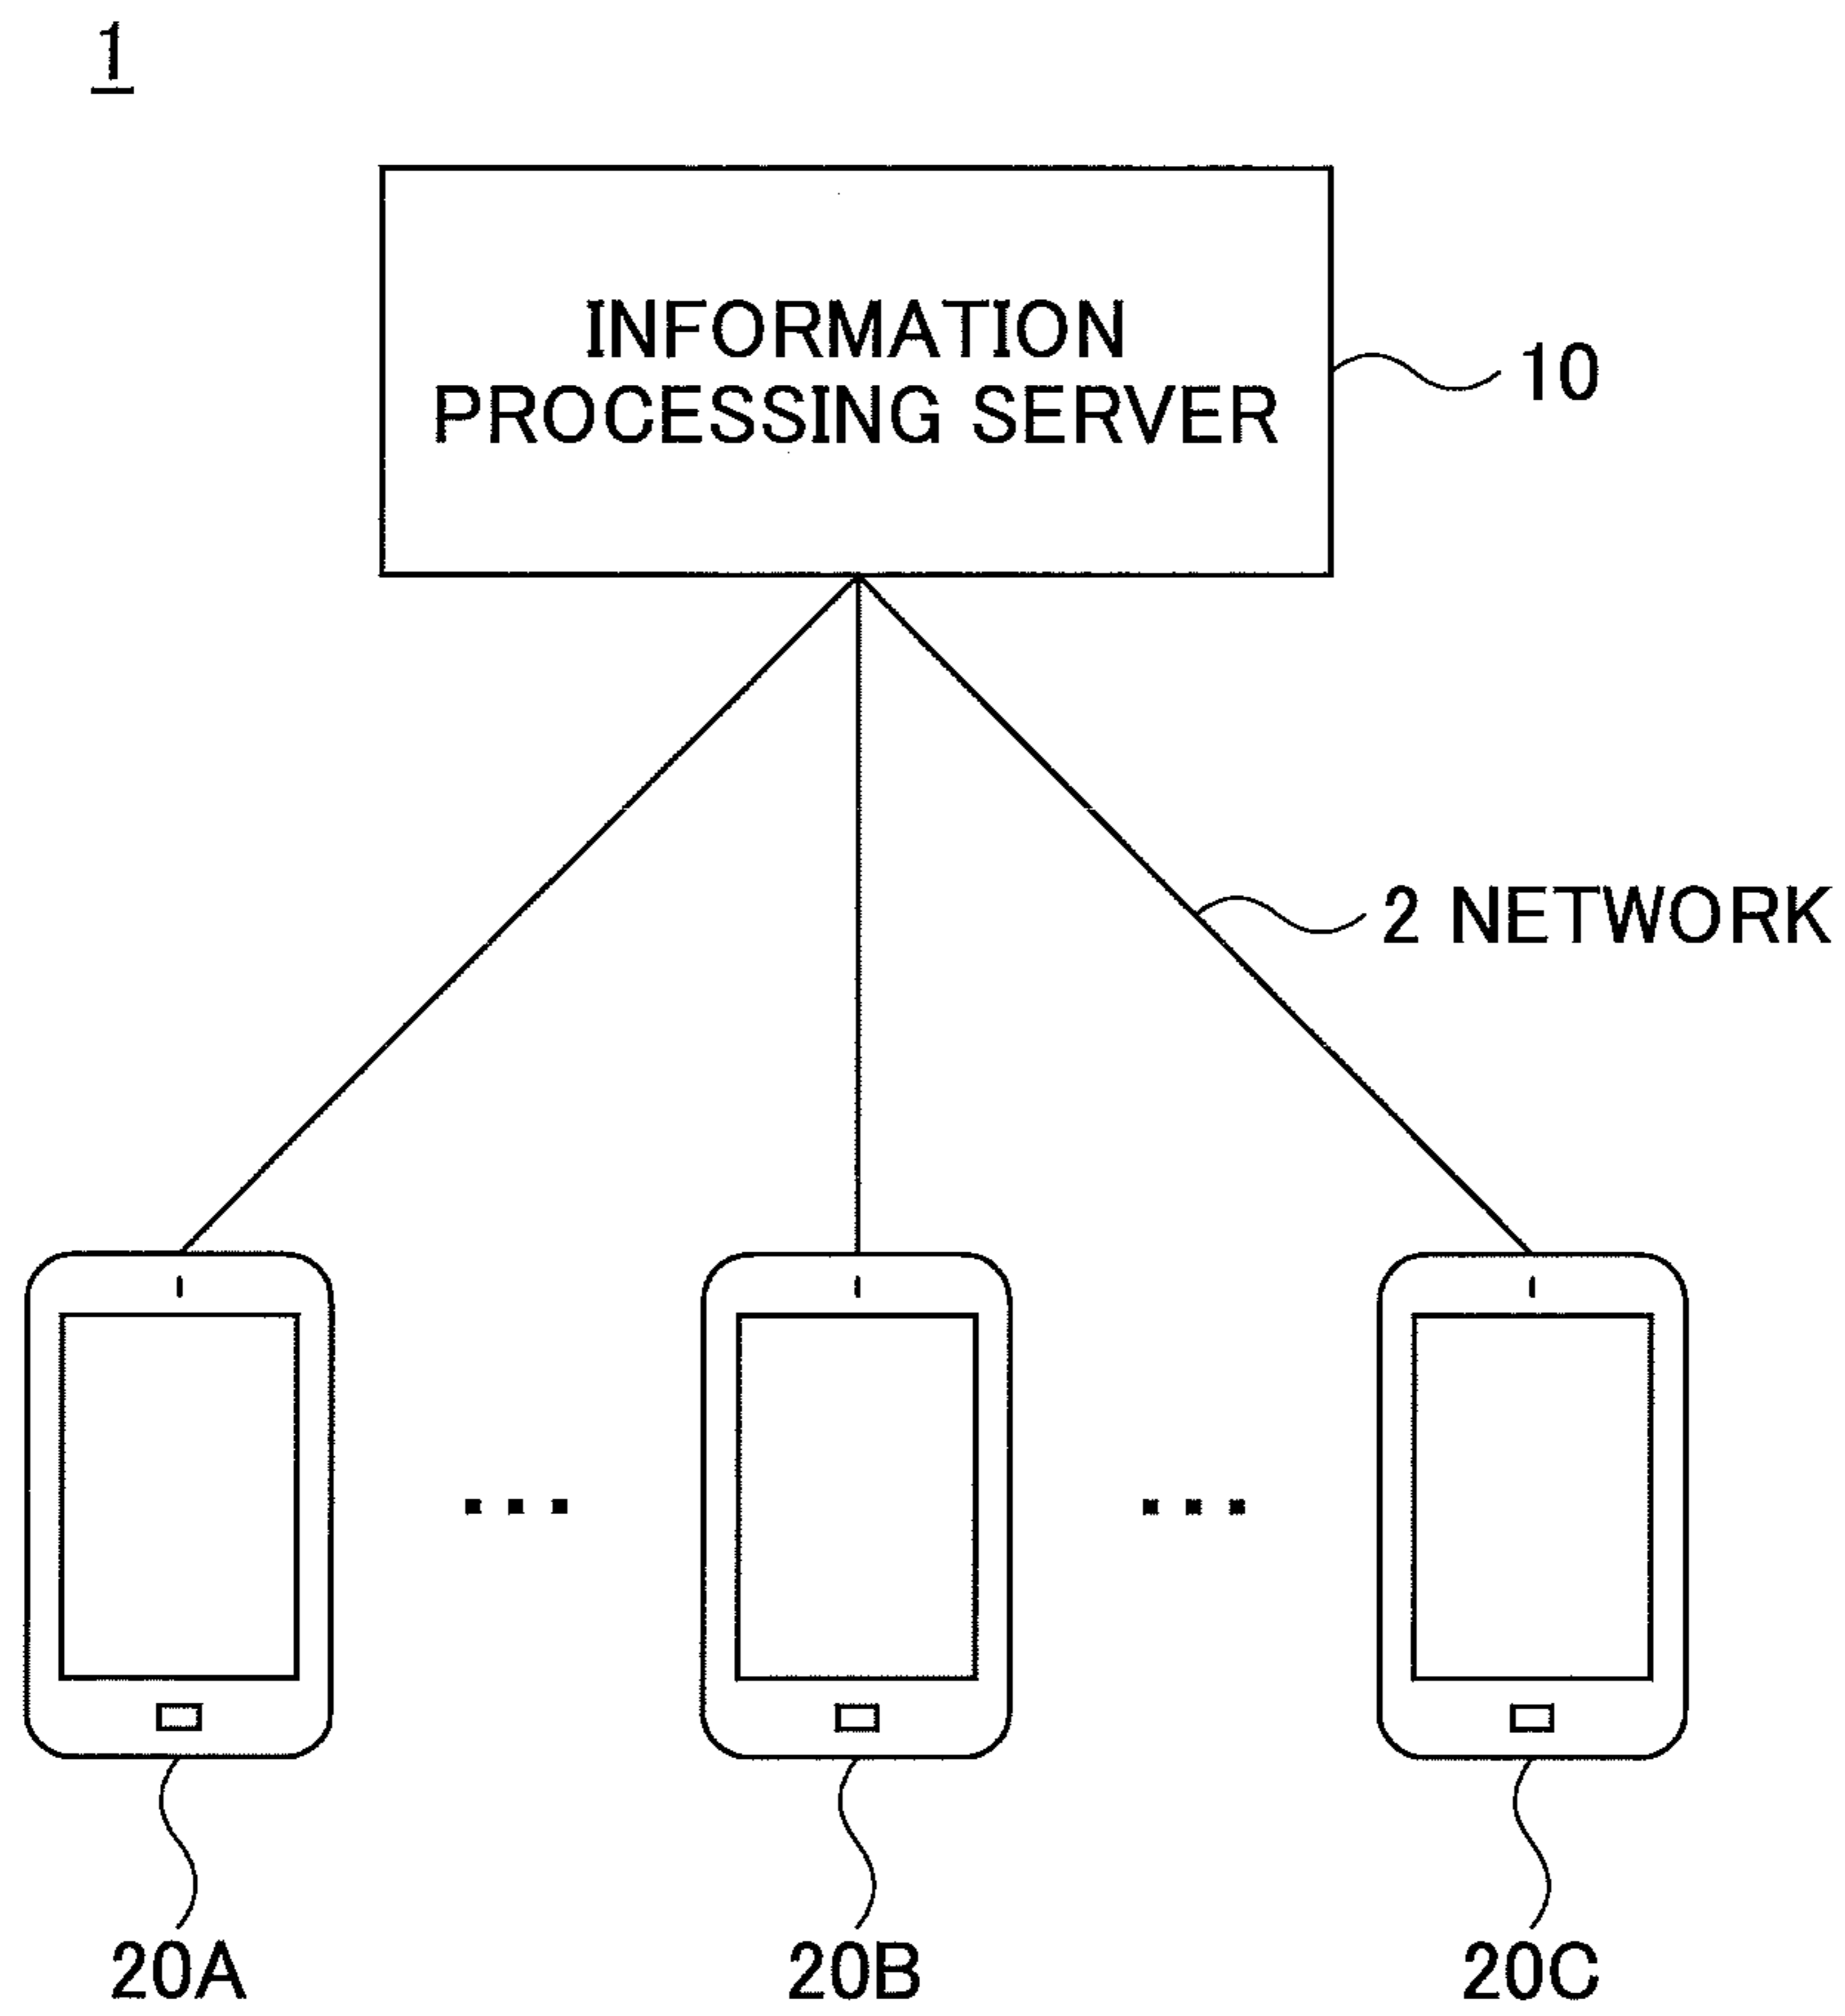 1
INFORMATION
PROCESSING SERVER
10
2 NETWORK
20A
20B
20C